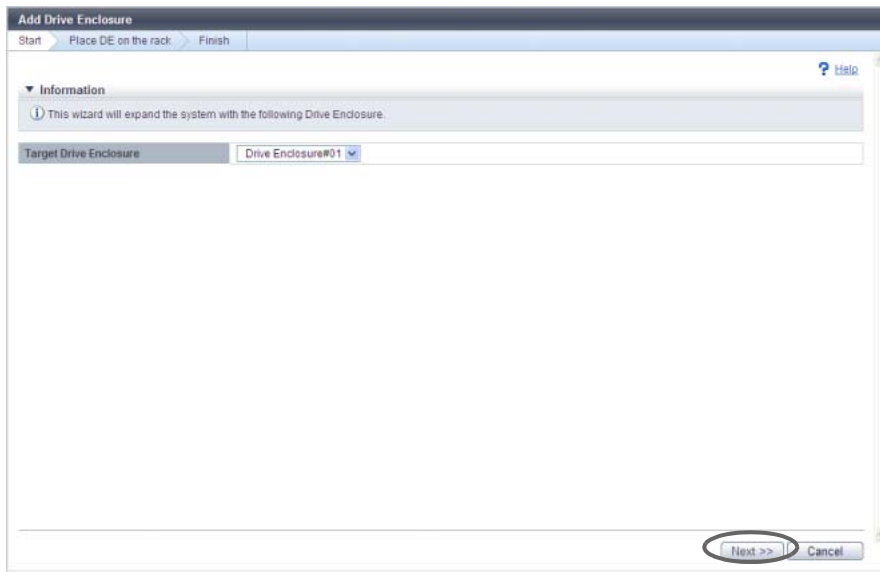 Add Drive Enclosure
Start Place DE on the rack Finish
? Help
▼ Information
i This wizard will expand the system with the following Drive Enclosure.
Target Drive Enclosure Drive Enclosure#01
Next >> Cancel